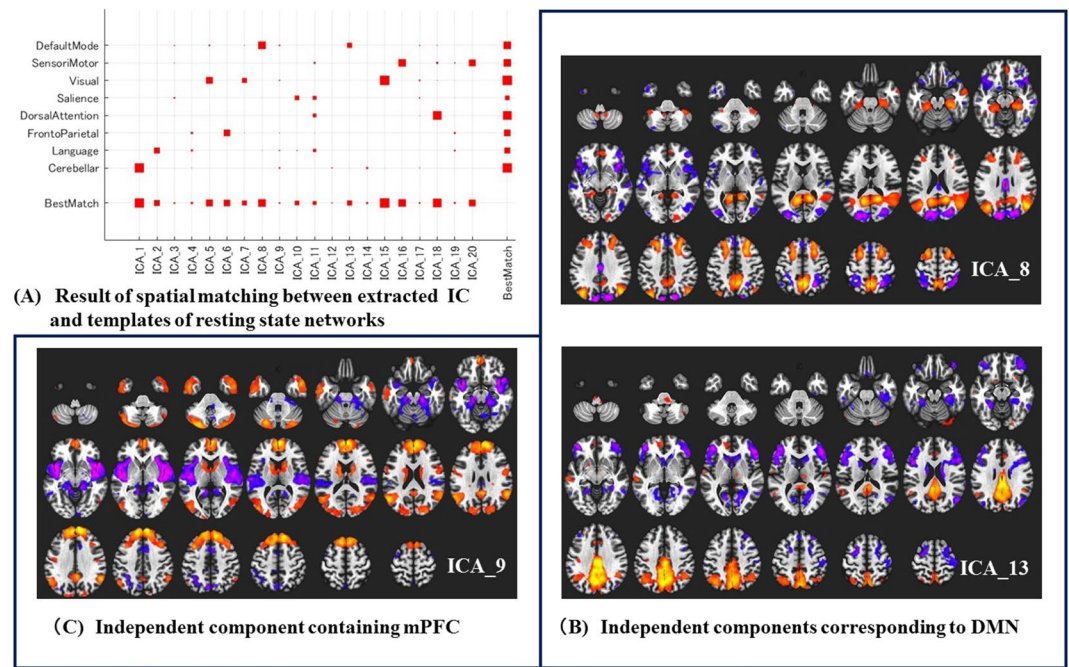 DefaultMode
SensoriMotor
Visual
Salience
DorsalAttention
FrontoParietal
Language
Cerebellar
BestMatch
ICA_1
ICA_2
ICA_3
ICA_4
ICA_5
ICA_6
ICA_7
ICA_8
ICA_9
ICA_10
ICA_11
ICA_12
ICA_13
ICA_14
ICA_15
ICA_16
ICA_17
ICA_18
ICA_19
ICA_20
BestMatch
(A) Result of spatial matching between extracted IC
and templates of resting state networks
ICA_8
ICA_9
(C) Independent component containing mPFC
ICA_13
(B) Independent components corresponding to DMN